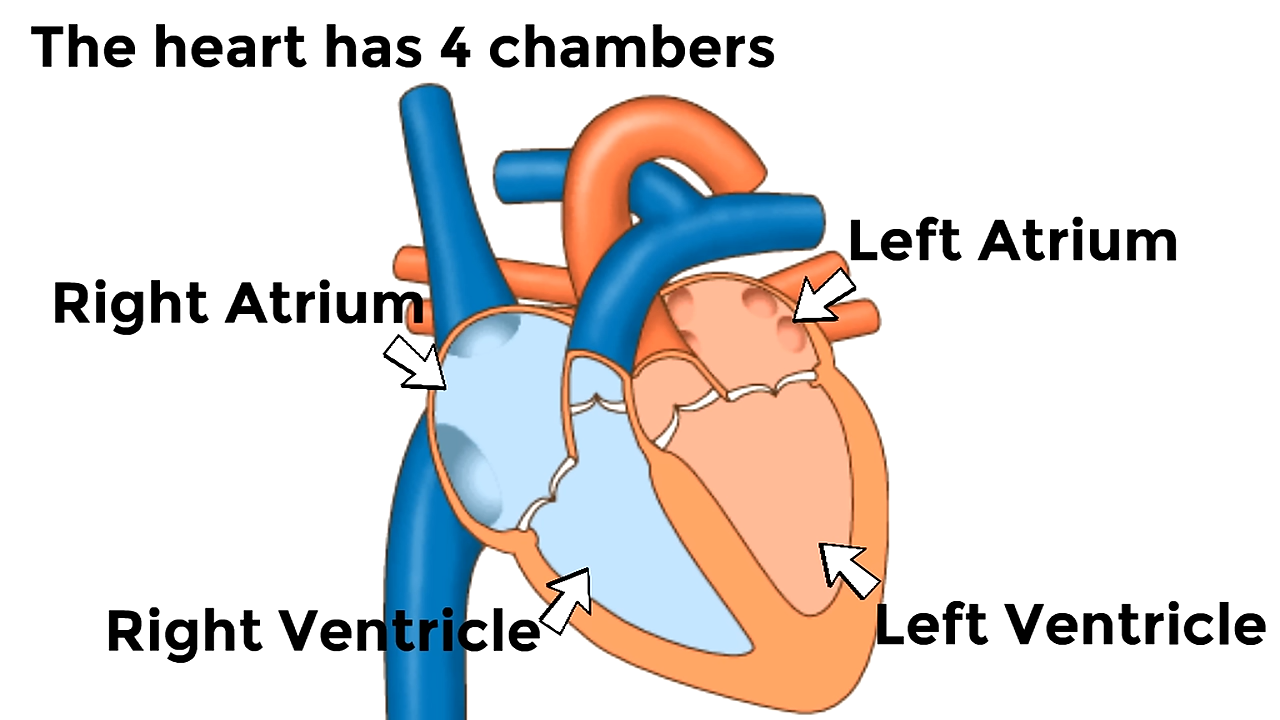 The heart has 4 chambers
Left Atrium
Right Atrium
Right Ventricle
Left Ventricle